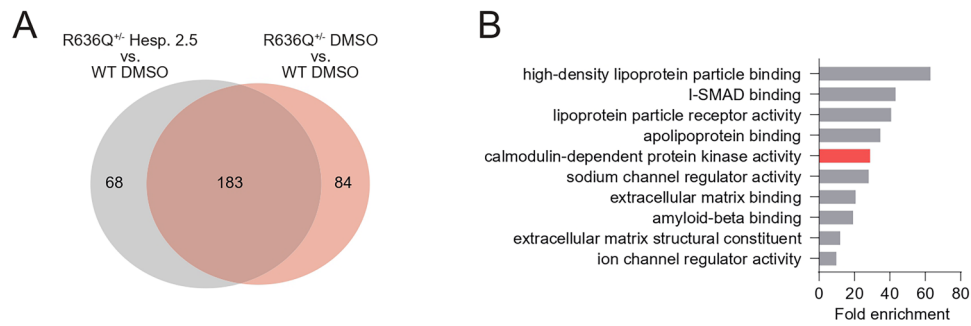 A
R636Q+/- Hesp. 2.5
vs.
WT DMSO
R636Q+/- DMSO
vs.
WT DMSO
68
183
84
B
high-density lipoprotein particle binding
I-SMAD binding
lipoprotein particle receptor activity
apolipoprotein binding
calmodulin-dependent protein kinase activity
sodium channel regulator activity
extracellular matrix binding
amyloid-beta binding
extracellular matrix structural constituent
ion channel regulator activity
0 20 40 60 80
Fold enrichment